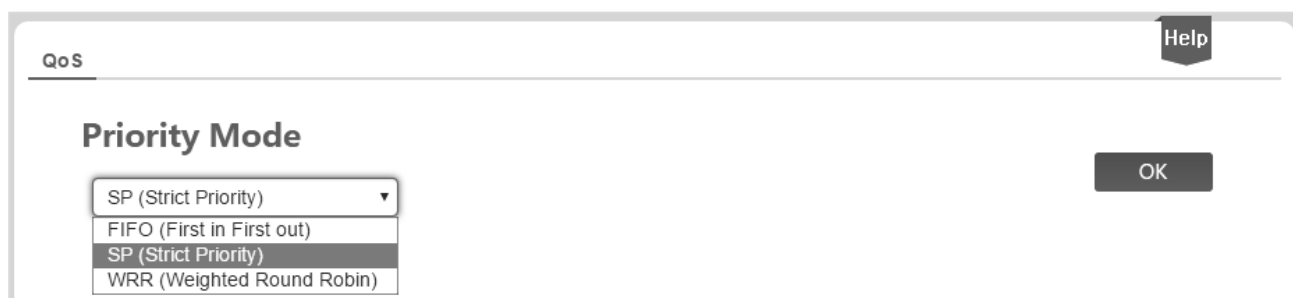 Help
QoS
Priority Mode
OK
SP (Strict Priority)
FIFO (First in First out)
SP (Strict Priority)
WRR (Weighted Round Robin)